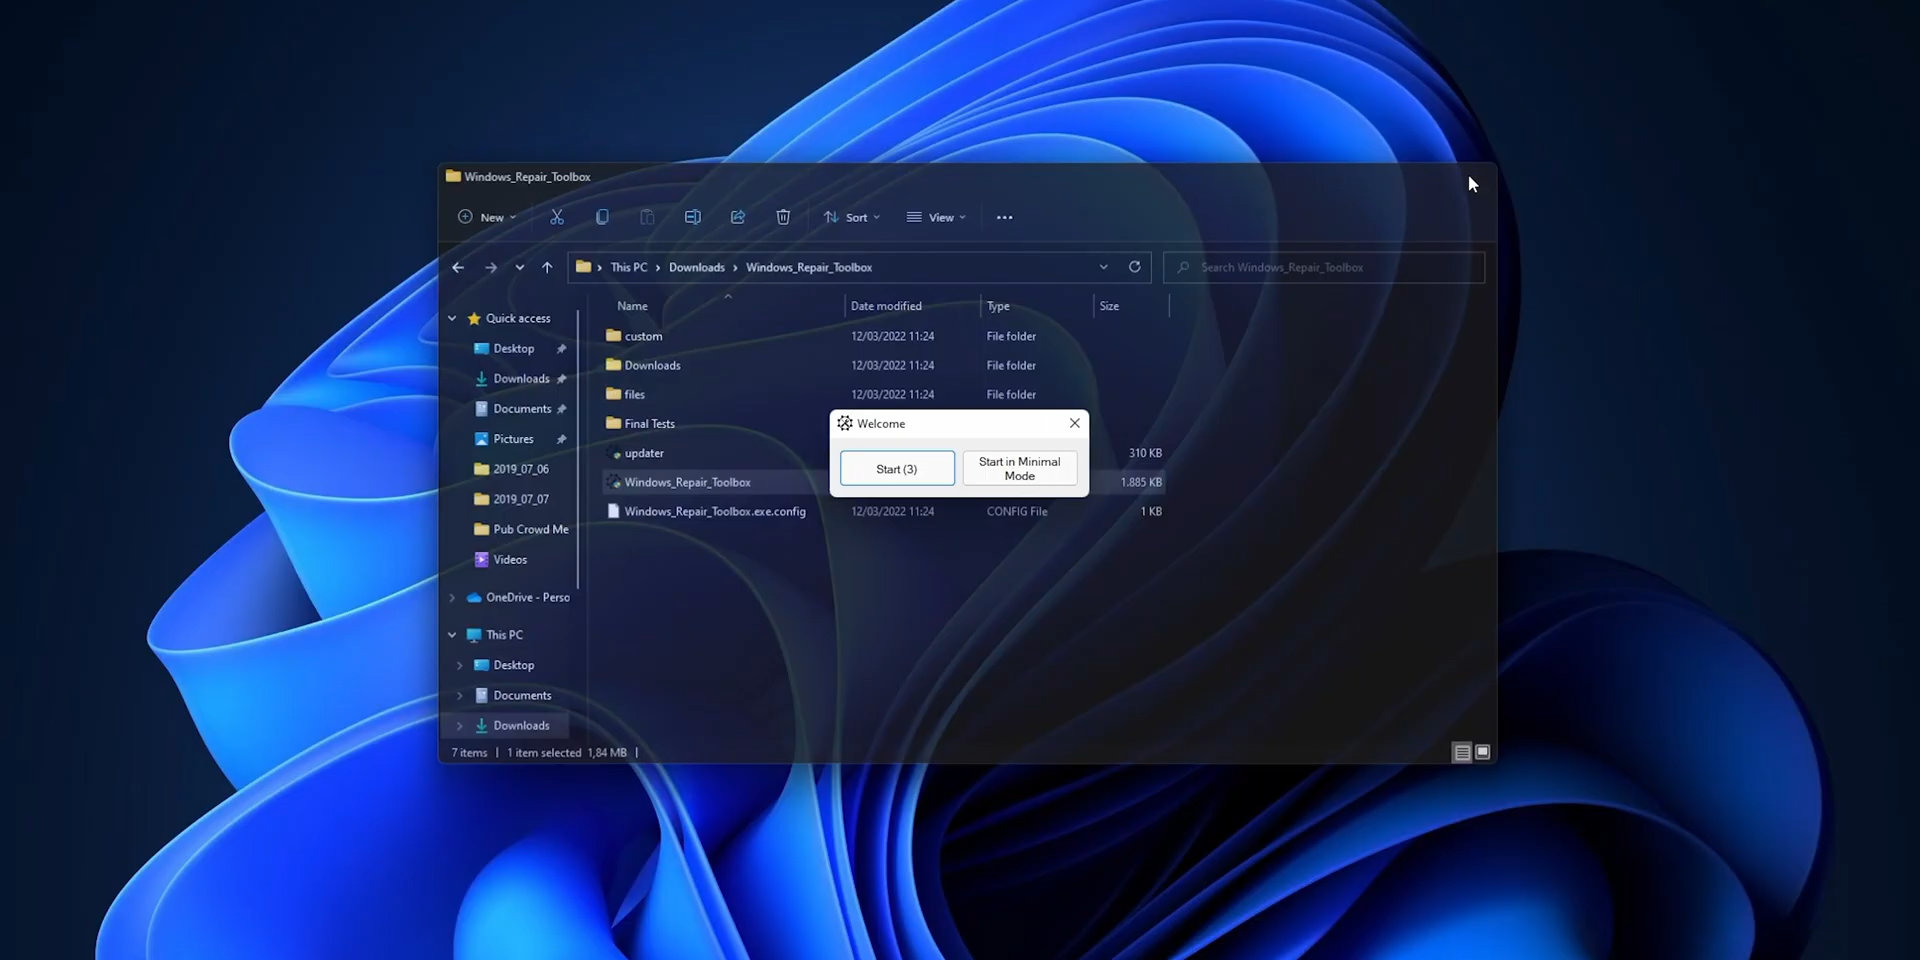 Windows_Repair_Toolbox
New
Sort
View
This PC > Downloads > Windows_Repair_Toolbox
Search Windows_Repair_Toolbox
Name
Date modified
Type
Size
Quick access
Desktop
Downloads
Documents
Pictures
2019_07_06
2019_07_07
Pub Crowd Me
Videos
OneDrive - Perso
This PC
Desktop
Documents
Downloads
custom 12/03/2022 11:24 File folder
Downloads 12/03/2022 11:24 File folder
files 12/03/2022 11:24 File folder
Final Tests
updater 310 KB
Windows_Repair_Toolbox 1.885 KB
Windows_Repair_Toolbox.exe.config 12/03/2022 11:24 CONFIG File 1 KB
Welcome
Start (3)
Start in Minimal
Mode
7 items | 1 item selected 1,84 MB |